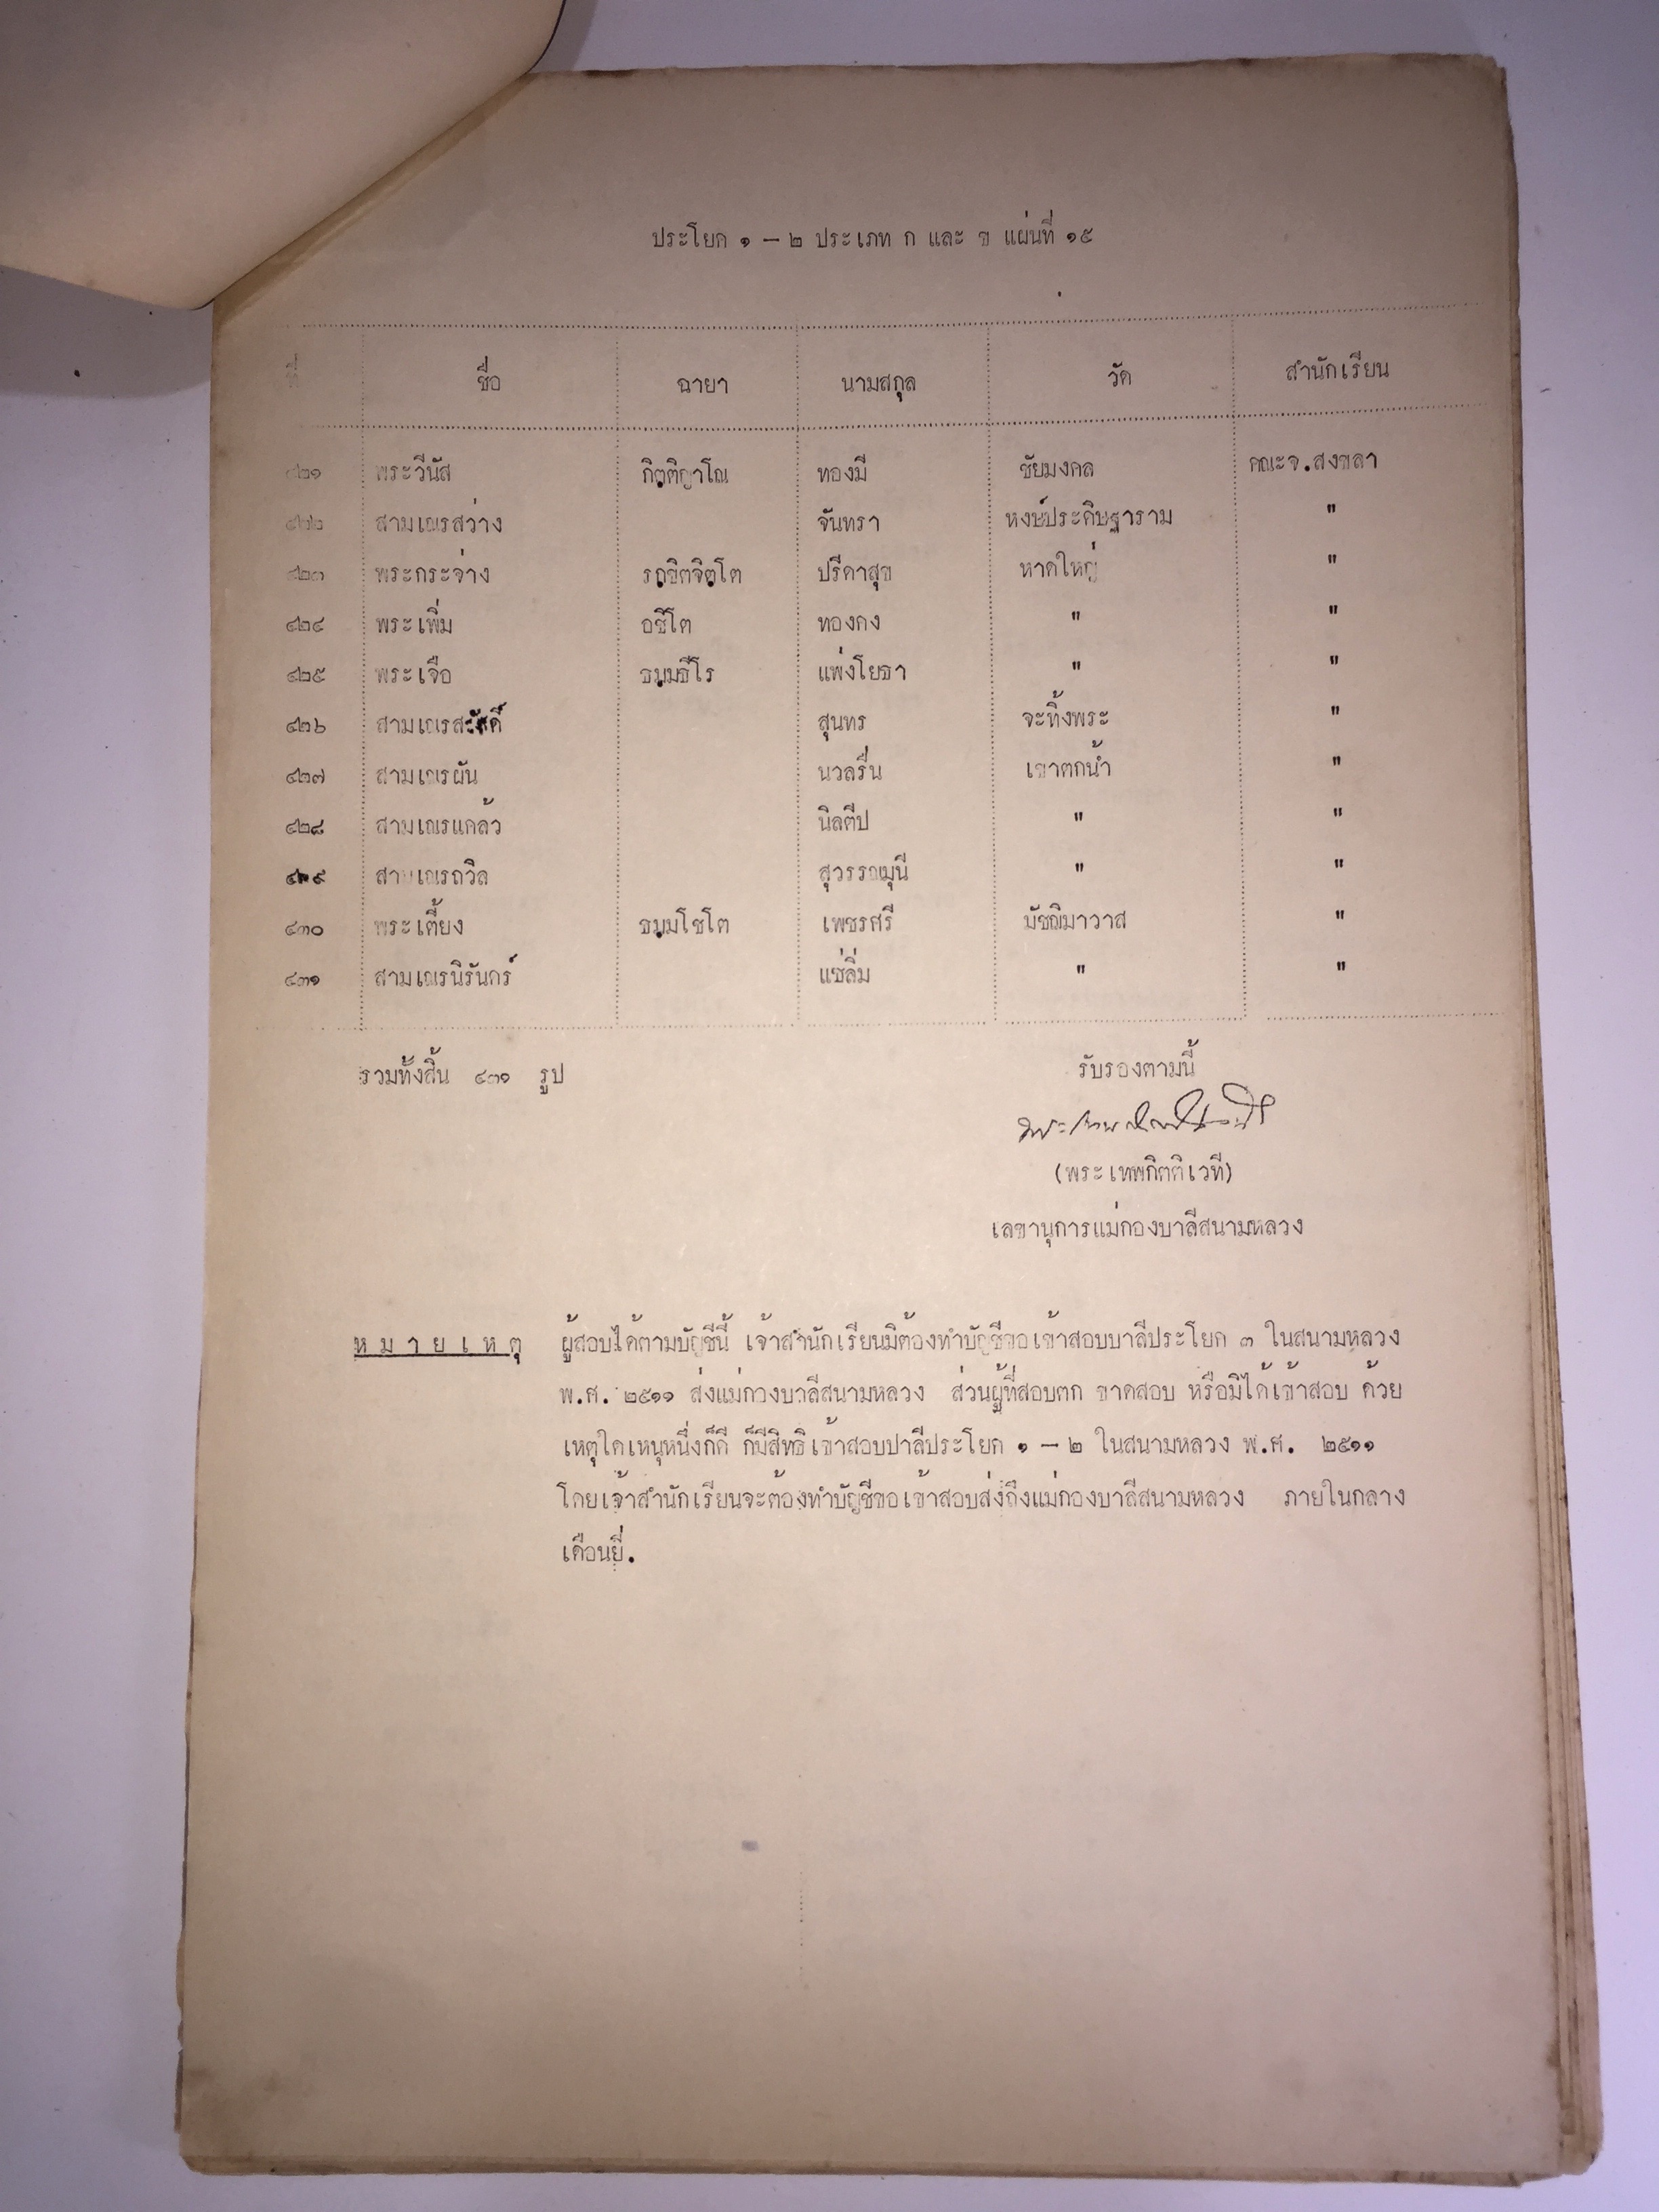 ประโยค ๑ – ๒ ประเภท ก และ ข แผ่นที่ ๑๕
ที่ ชื่อ ฉายา นามสกุล วัด สำนักเรียน
๔๒๑ พระวีนัส กิตฺติญาโณ ทองมี ชัยมงคล คณะจ.สงขลา
๔๒๒ สามเณรสว่าง จันทรา หงษ์ประดิษฐาราม "
๔๒๓ พระกระจ่าง รกฺขิตจิตฺโต ปรีดาสุข หาดใหญ่ "
๔๒๔ พระเพิ่ม อชิโต ทองคง " "
๔๒๕ พระเจือ ธมฺมธีโร แพ่งโยธา " "
๔๒๖ สามเณร สุนทร จะทิ้งพระ "
๔๒๗ สามเณรผัน นวลรื่น เขาตกน้ำ "
๔๒๘ สามเณรแคล้ว นิลตีป " "
๔๒๙ สามเณรถวิล สุวรรณมุนี " "
๔๓๐ พระเตี้ยง ธมฺมโชโต เพชรศรี มัชฌิมาวาส "
๔๓๑ สามเณรนิรันกร์ แซ่ลิ่ม " "
รวมทั้งสิ้น ๔๓๑ รูป รับรองตามนี้
(พระเทพกิตติเวที)
เลขานุการแม่กองบาลีสนามหลวง
หมายเหตุ ผู้สอบได้ตามบัญชีนี้ เจ้าสำนักเรียนมิต้องทำบัญชีขอเข้าสอบบาลีประโยค ๓ ในสนามหลวง
พ.ศ. ๒๕๑๑ ส่งแม่กองบาลีสนามหลวง ส่วนผู้ที่สอบตก ขาดสอบ หรือมิได้เข้าสอบ ด้วย
เหตุใดเหนุหนึ่งก็ดี ก็มีสิทธิเข้าสอบบาลีประโยค ๑ – ๒ ในสนามหลวง พ.ศ. ๒๕๑๑
โดยเจ้าสำนักเรียนจะต้องทำบัญชีขอเข้าสอบส่งถึงแม่กองบาลีสนามหลวง ภายในกลาง
เดือนยี่.